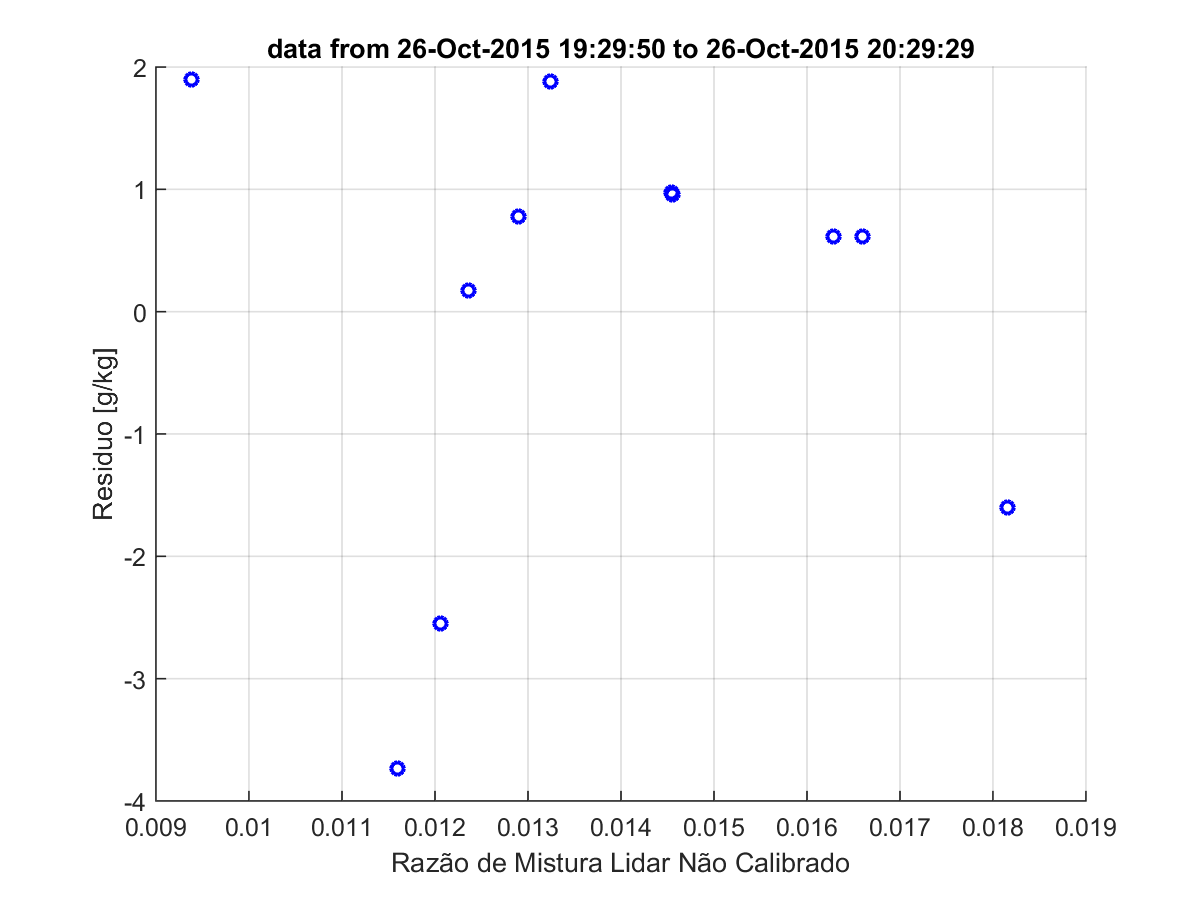 data from 26-Oct-2015 19:29:50 to 26-Oct-2015 20:29:29
2
1
0
-1
-2
-3
-4
Residuo [g/kg]
0.009 0.01 0.011 0.012 0.013 0.014 0.015 0.016 0.017 0.018 0.019
Razão de Mistura Lidar Não Calibrado